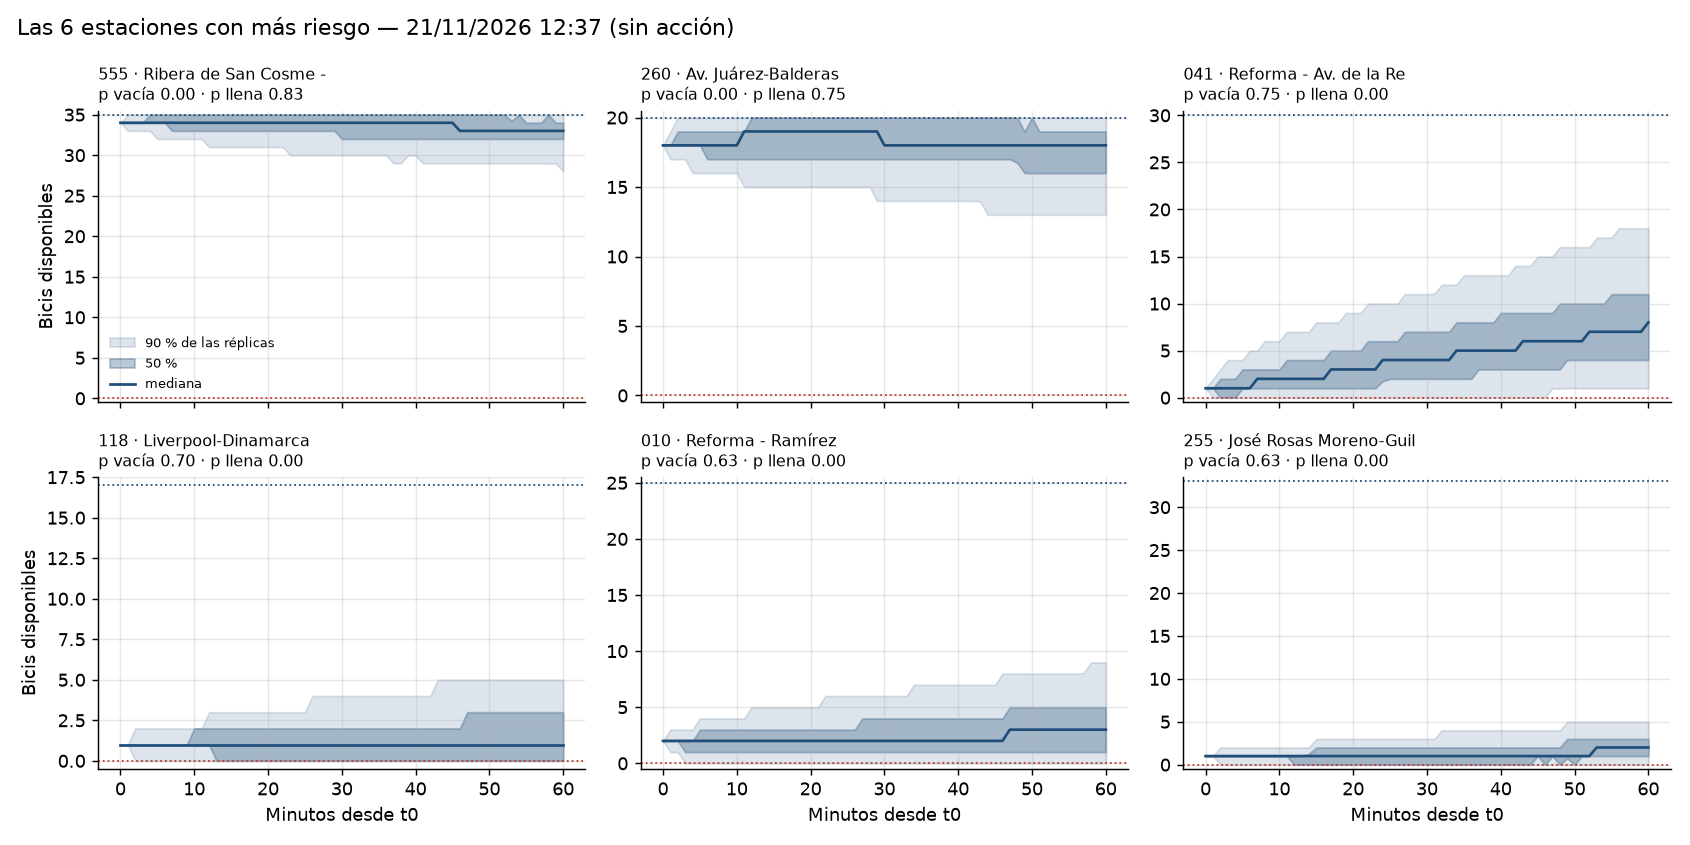 Las 6 estaciones con más riesgo — 21/11/2026 12:37 (sin acción)
555 · Ribera de San Cosme -
p vacía 0.00 · p llena 0.83
260 · Av. Juárez-Balderas
p vacía 0.00 · p llena 0.75
041 · Reforma - Av. de la Re
p vacía 0.75 · p llena 0.00
Bicis disponibles
35
30
25
20
15
10
5
0
90 % de las réplicas
50 %
mediana
20
15
10
5
0
30
25
20
15
10
5
0
118 · Liverpool-Dinamarca
p vacía 0.70 · p llena 0.00
010 · Reforma - Ramírez
p vacía 0.63 · p llena 0.00
255 · José Rosas Moreno-Guil
p vacía 0.63 · p llena 0.00
Bicis disponibles
17.5
15.0
12.5
10.0
7.5
5.0
2.5
0.0
0 10 20 30 40 50 60
Minutos desde t0
25
20
15
10
5
0
0 10 20 30 40 50 60
Minutos desde t0
30
25
20
15
10
5
0
0 10 20 30 40 50 60
Minutos desde t0